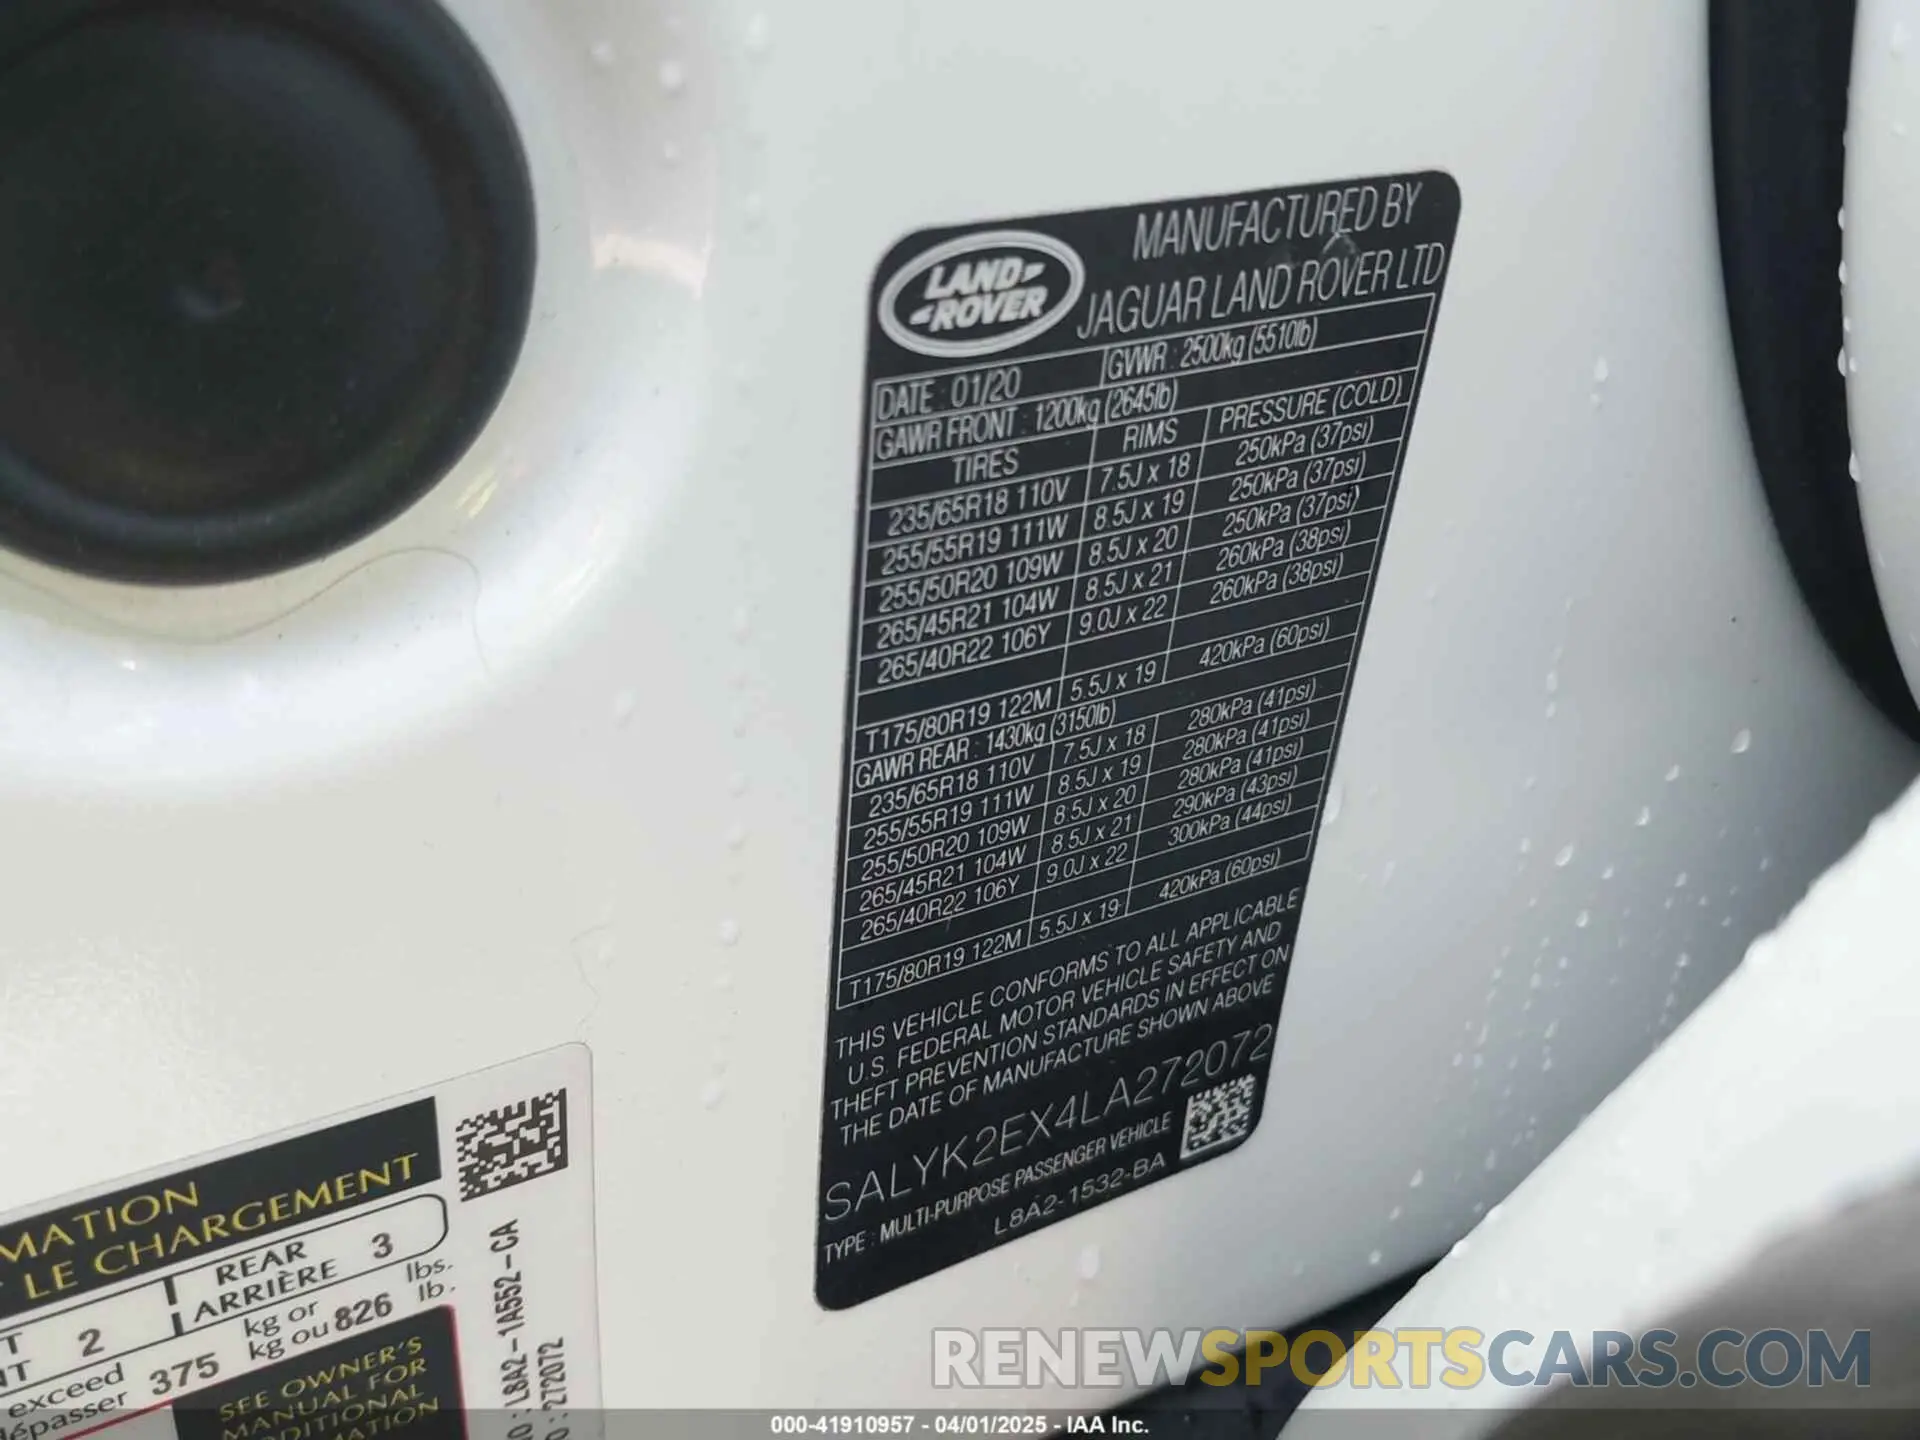 LAND-
-ROVER
MANUFACTURED BY
JAGUAR LAND ROVER LTD
DATE : 01/20 GVWR : 2500kg (5510lb)
GAWR FRONT : 1200kg (2645lb)
TIRES RIMS PRESSURE (COLD)
235/65R18 110V 7.5J x 18 250kPa (37psi)
255/55R19 111W 8.5J x 19 250kPa (37psi)
255/50R20 109W 8.5J x 20 250kPa (37psi)
265/45R21 104W 8.5J x 21 260kPa (38psi)
265/40R22 106Y 9.0J x 22 260kPa (38psi)
T175/80R19 122M 5.5J x 19 420kPa (60psi)
GAWR REAR : 1430kg (3150lb)
235/65R18 110V 7.5J x 18 280kPa (41psi)
255/55R19 111W 8.5J x 19 280kPa (41psi)
255/50R20 109W 8.5J x 20 280kPa (41psi)
265/45R21 104W 8.5J x 21 290kPa (43psi)
265/40R22 106Y 9.0J x 22 300kPa (44psi)
T175/80R19 122M 5.5J x 19 420kPa (60psi)
THIS VEHICLE CONFORMS TO ALL APPLICABLE
U.S. FEDERAL MOTOR VEHICLE SAFETY AND
THEFT PREVENTION STANDARDS IN EFFECT ON
THE DATE OF MANUFACTURE SHOWN ABOVE
SALYK2EX4LA272072
TYPE : MULTI-PURPOSE PASSENGER VEHICLE
L8A2-1532-BA
MATION
LE CHARGEMENT
2 REAR 3
ARRIÈRE
exceed 375 kg or 826 lbs.
dépasser kg ou lb.
SEE OWNER'S
MANUAL FOR
DITIONAL
MATION
: L8A2-1A552-CA
: 272072
RENEWSPORTSCARS.COM
000-41910957 - 04/01/2025 - IAA Inc.